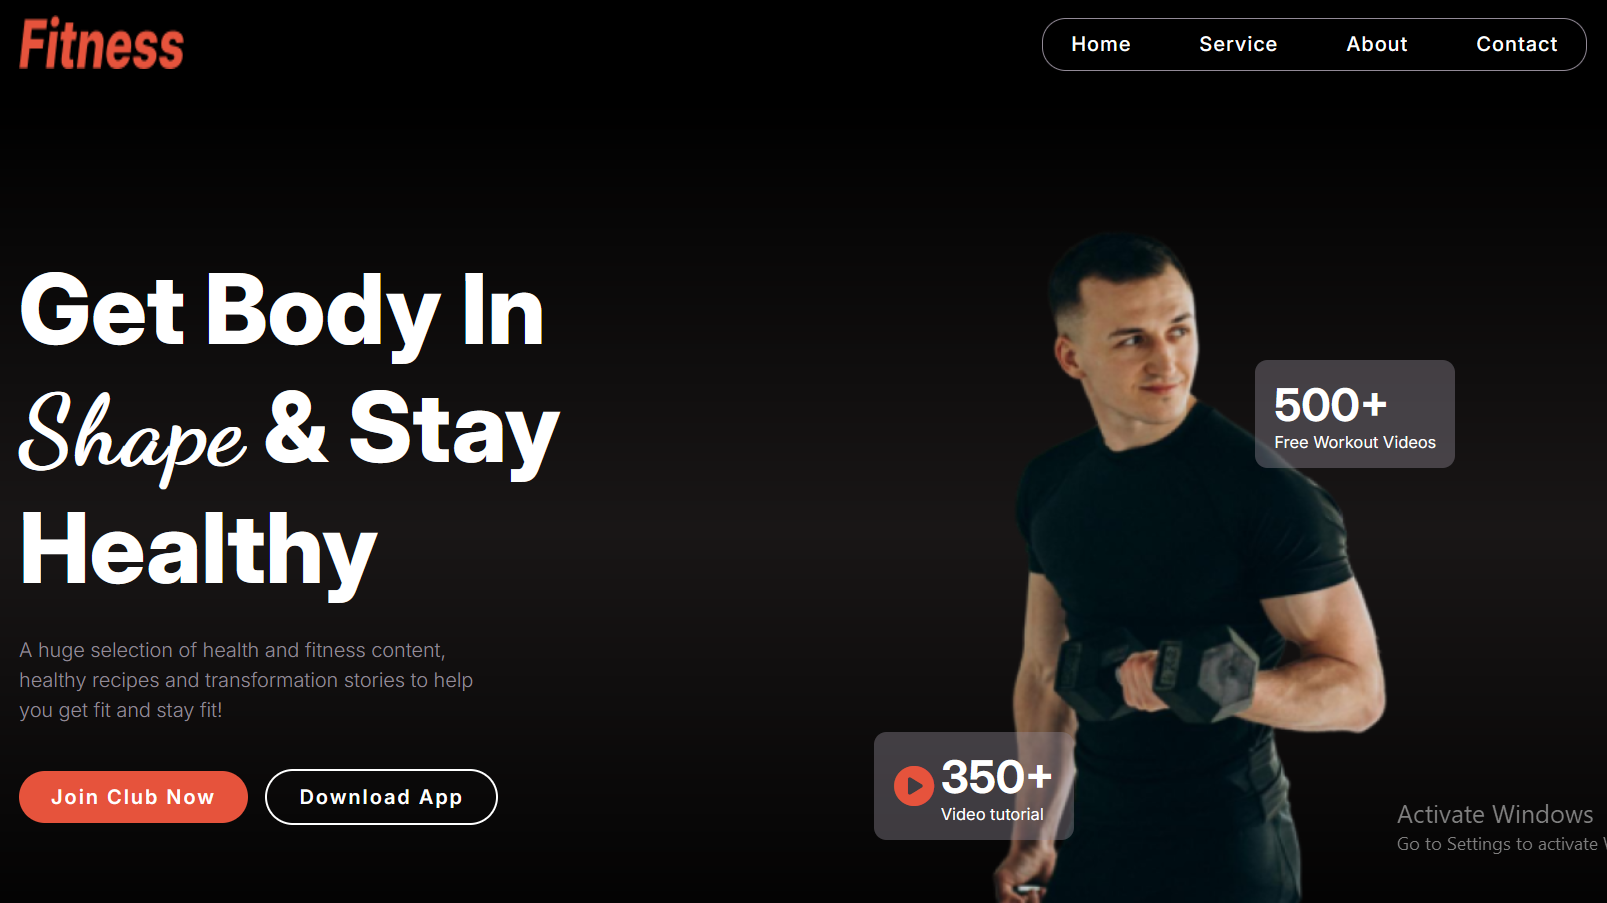 Fitness
Home Service About Contact
Get Body In
Shape & Stay
Healthy
A huge selection of health and fitness content,
healthy recipes and transformation stories to help
you get fit and stay fit!
Join Club Now Download App
500+
Free Workout Videos
350+
Video tutorial
Activate Windows
Go to Settings to activate